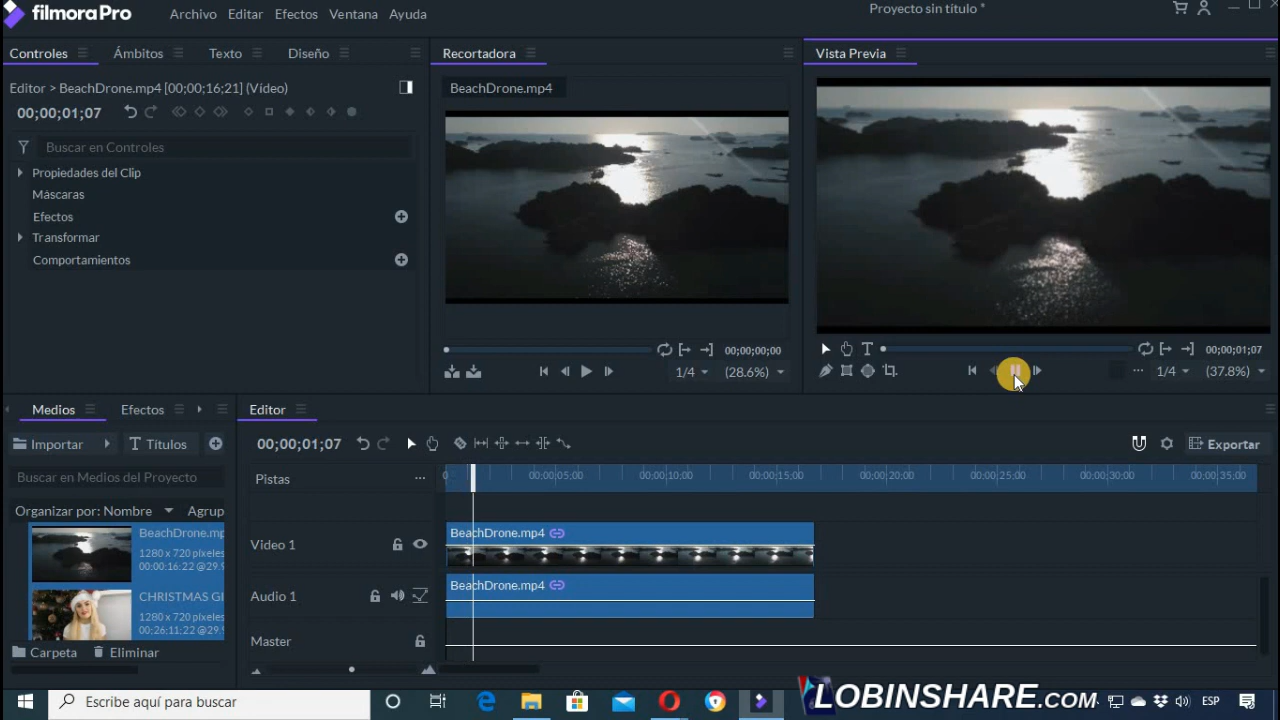 filmoraPro
Archivo Editar Efectos Ventana Ayuda
Proyecto sin título *
Controles Ámbitos Texto Diseño
Recortadora
Vista Previa
Editor > BeachDrone.mp4 [00;00;16;21] (Vídeo)
BeachDrone.mp4
00;00;01;07
Buscar en Controles
Propiedades del Clip
Máscaras
Efectos
Transformar
Comportamientos
00;00;00;00
00;00;01;07
1/4 (28.6%)
1/4 (37.8%)
Medios Efectos
Editor
Importar Títulos
00;00;01;07
Exportar
Buscar en Medios del Proyecto
Pistas
0 00;00;05;00 00;00;10;00 00;00;15;00 00;00;20;00 00;00;25;00 00;00;30;00 00;00;35;00
Organizar por: Nombre Agrup
BeachDrone.mp
1280 x 720 píxeles
00:00:16:22 @29.9
CHRISTMAS GI
1280 x 720 píxeles
00;26;11;22 @29.
BeachDrone.mp4
Video 1
BeachDrone.mp4
Audio 1
Master
Carpeta Eliminar
Escribe aquí para buscar
LOBINSHARE.COM
ESP